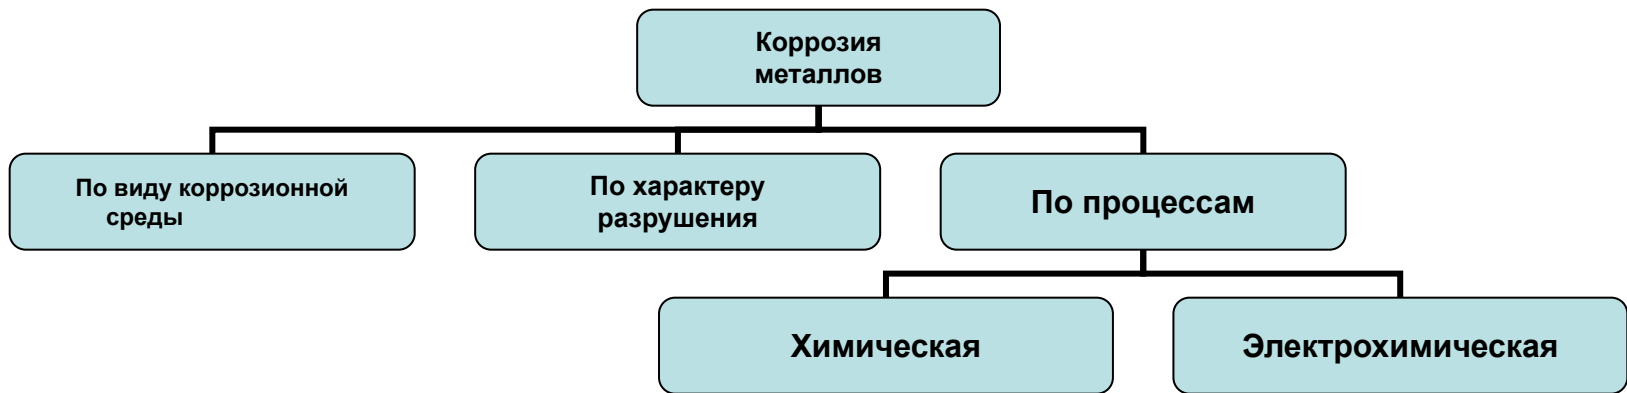 Коррозия
металлов
По виду коррозионной
среды
По характеру
разрушения
По процессам
Химическая
Электрохимическая